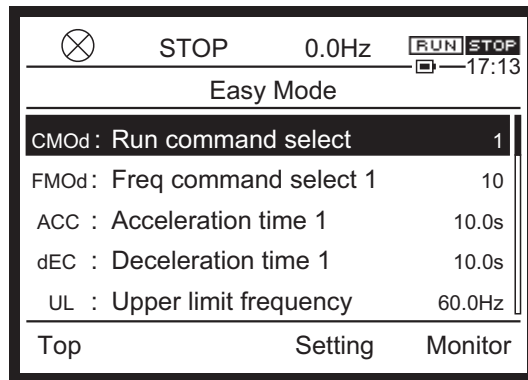 STOP 0.0Hz RUN STOP
17:13
Easy Mode
CMOd : Run command select 1
FMOd : Freq command select 1 10
ACC : Acceleration time 1 10.0s
dEC : Deceleration time 1 10.0s
UL : Upper limit frequency 60.0Hz
Top Setting Monitor